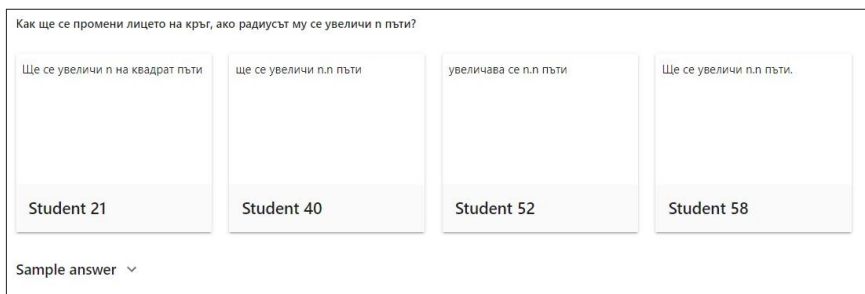 Как ще се промени лицето на кръг, ако радиусът му се увеличи n пъти?
Ще се увеличи n на квадрат пъти
ще се увеличи n.n пъти
увеличава се n.n пъти
Ще се увеличи n.n пъти.
Student 21
Student 40
Student 52
Student 58
Sample answer